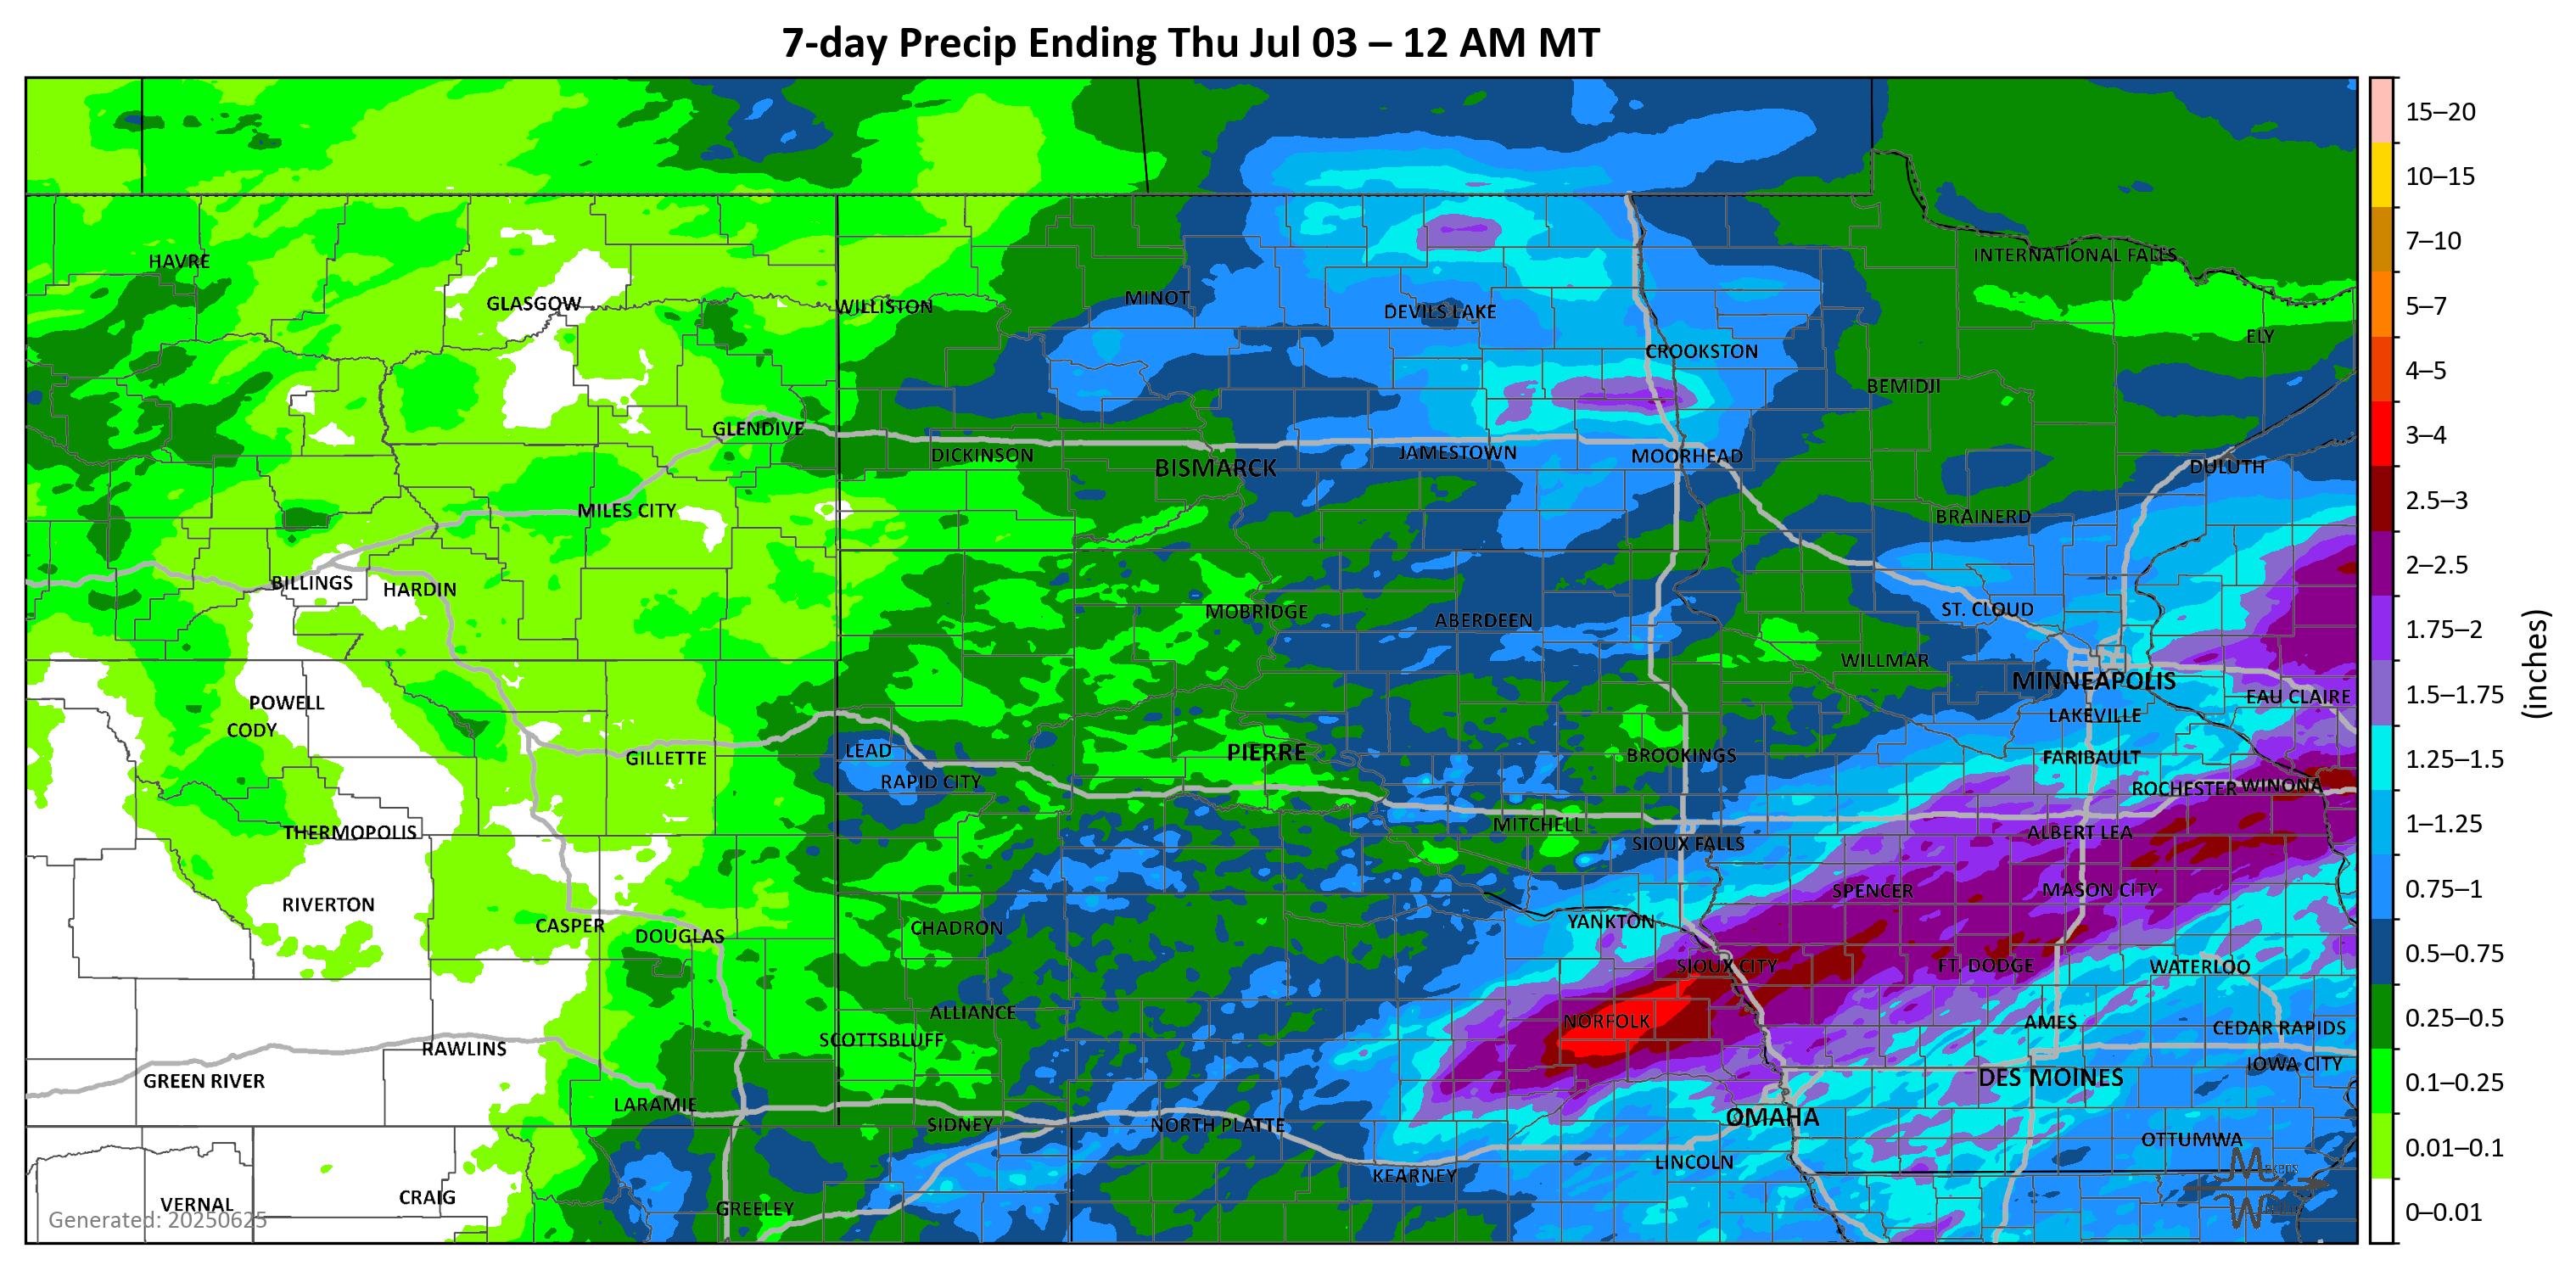 7-day Precip Ending Thu Jul 03 – 12 AM MT
15–20
10–15
7–10
5–7
4–5
3–4
2.5–3
2–2.5
1.75–2
1.5–1.75
1.25–1.5
1–1.25
0.75–1
0.5–0.75
0.25–0.5
0.1–0.25
0.01–0.1
0–0.01
(inches)
HAVRE
INTERNATIONAL FALLS
GLASGOW
WILLISTON
MINOT
DEVILS LAKE
ELY
CROOKSTON
BEMIDJI
GLENDIVE
DICKINSON
BISMARCK
JAMESTOWN
MOORHEAD
DULUTH
MILES CITY
BRAINERD
BILLINGS
HARDIN
MOBRIDGE
ABERDEEN
ST. CLOUD
WILLMAR
MINNEAPOLIS
POWELL
EAU CLAIRE
CODY
LAKEVILLE
GILLETTE
LEAD
PIERRE
BROOKINGS
FARIBAULT
RAPID CITY
ROCHESTER
WINONA
THERMOPOLIS
MITCHELL
ALBERT LEA
SIOUX FALLS
RIVERTON
SPENCER
MASON CITY
CASPER
DOUGLAS
CHADRON
YANKTON
SIOUX CITY
FT. DODGE
WATERLOO
ALLIANCE
NORFOLK
AMES
CEDAR RAPIDS
SCOTTSBLUFF
RAWLINS
IOWA CITY
GREEN RIVER
DES MOINES
LARAMIE
SIDNEY
NORTH PLATTE
OMAHA
OTTUMWA
LINCOLN
KEARNEY
VERNAL
CRAIG
GREELEY
Generated: 20250625